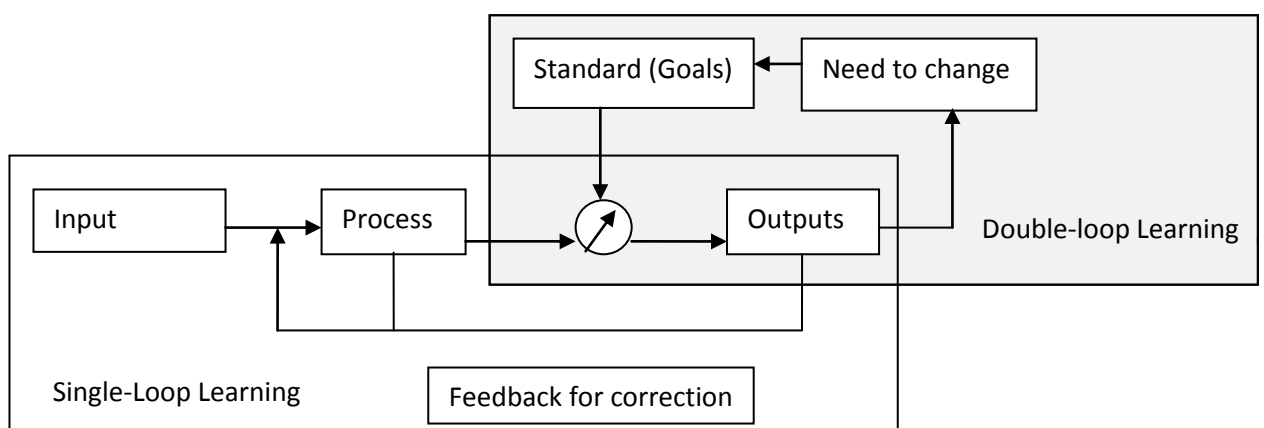 Standard (Goals)
Need to change
Input
Process
Outputs
Double-loop Learning
Single-Loop Learning
Feedback for correction